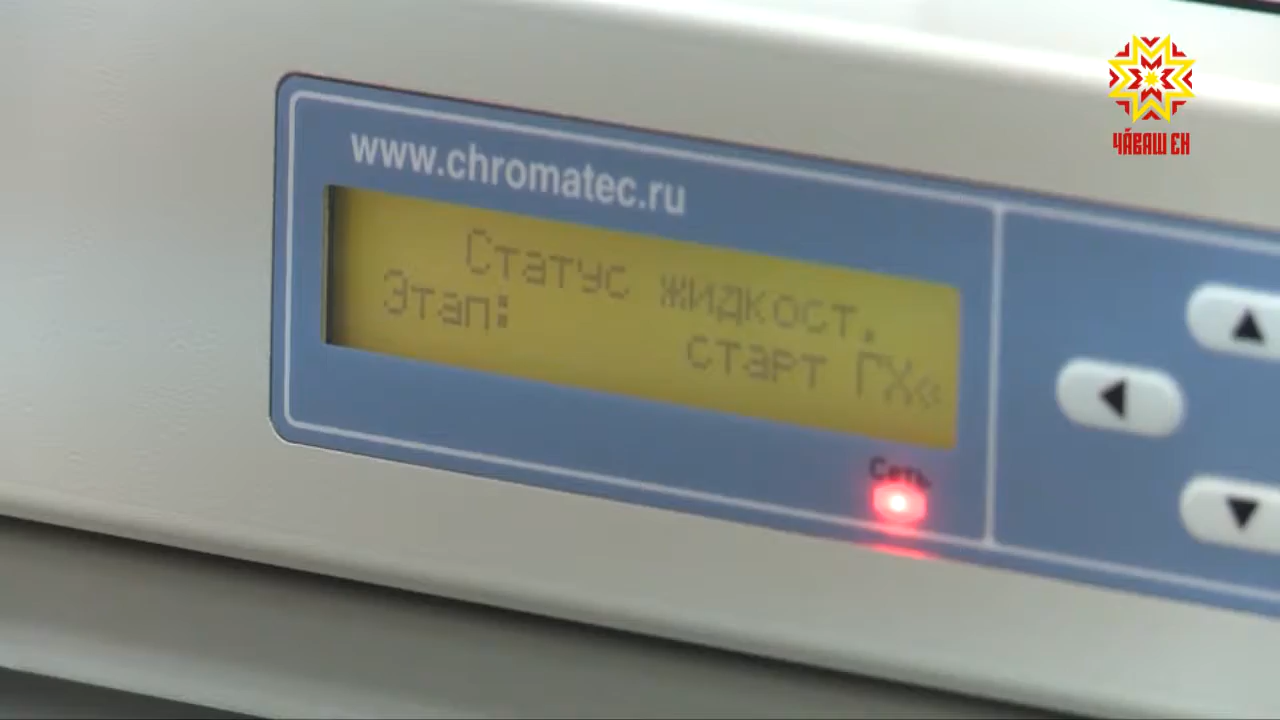 www.chromatec.ru
Статус жидкост.
Этап:
старт ГХ«
Сеть
ЧӐВАШ ЕН